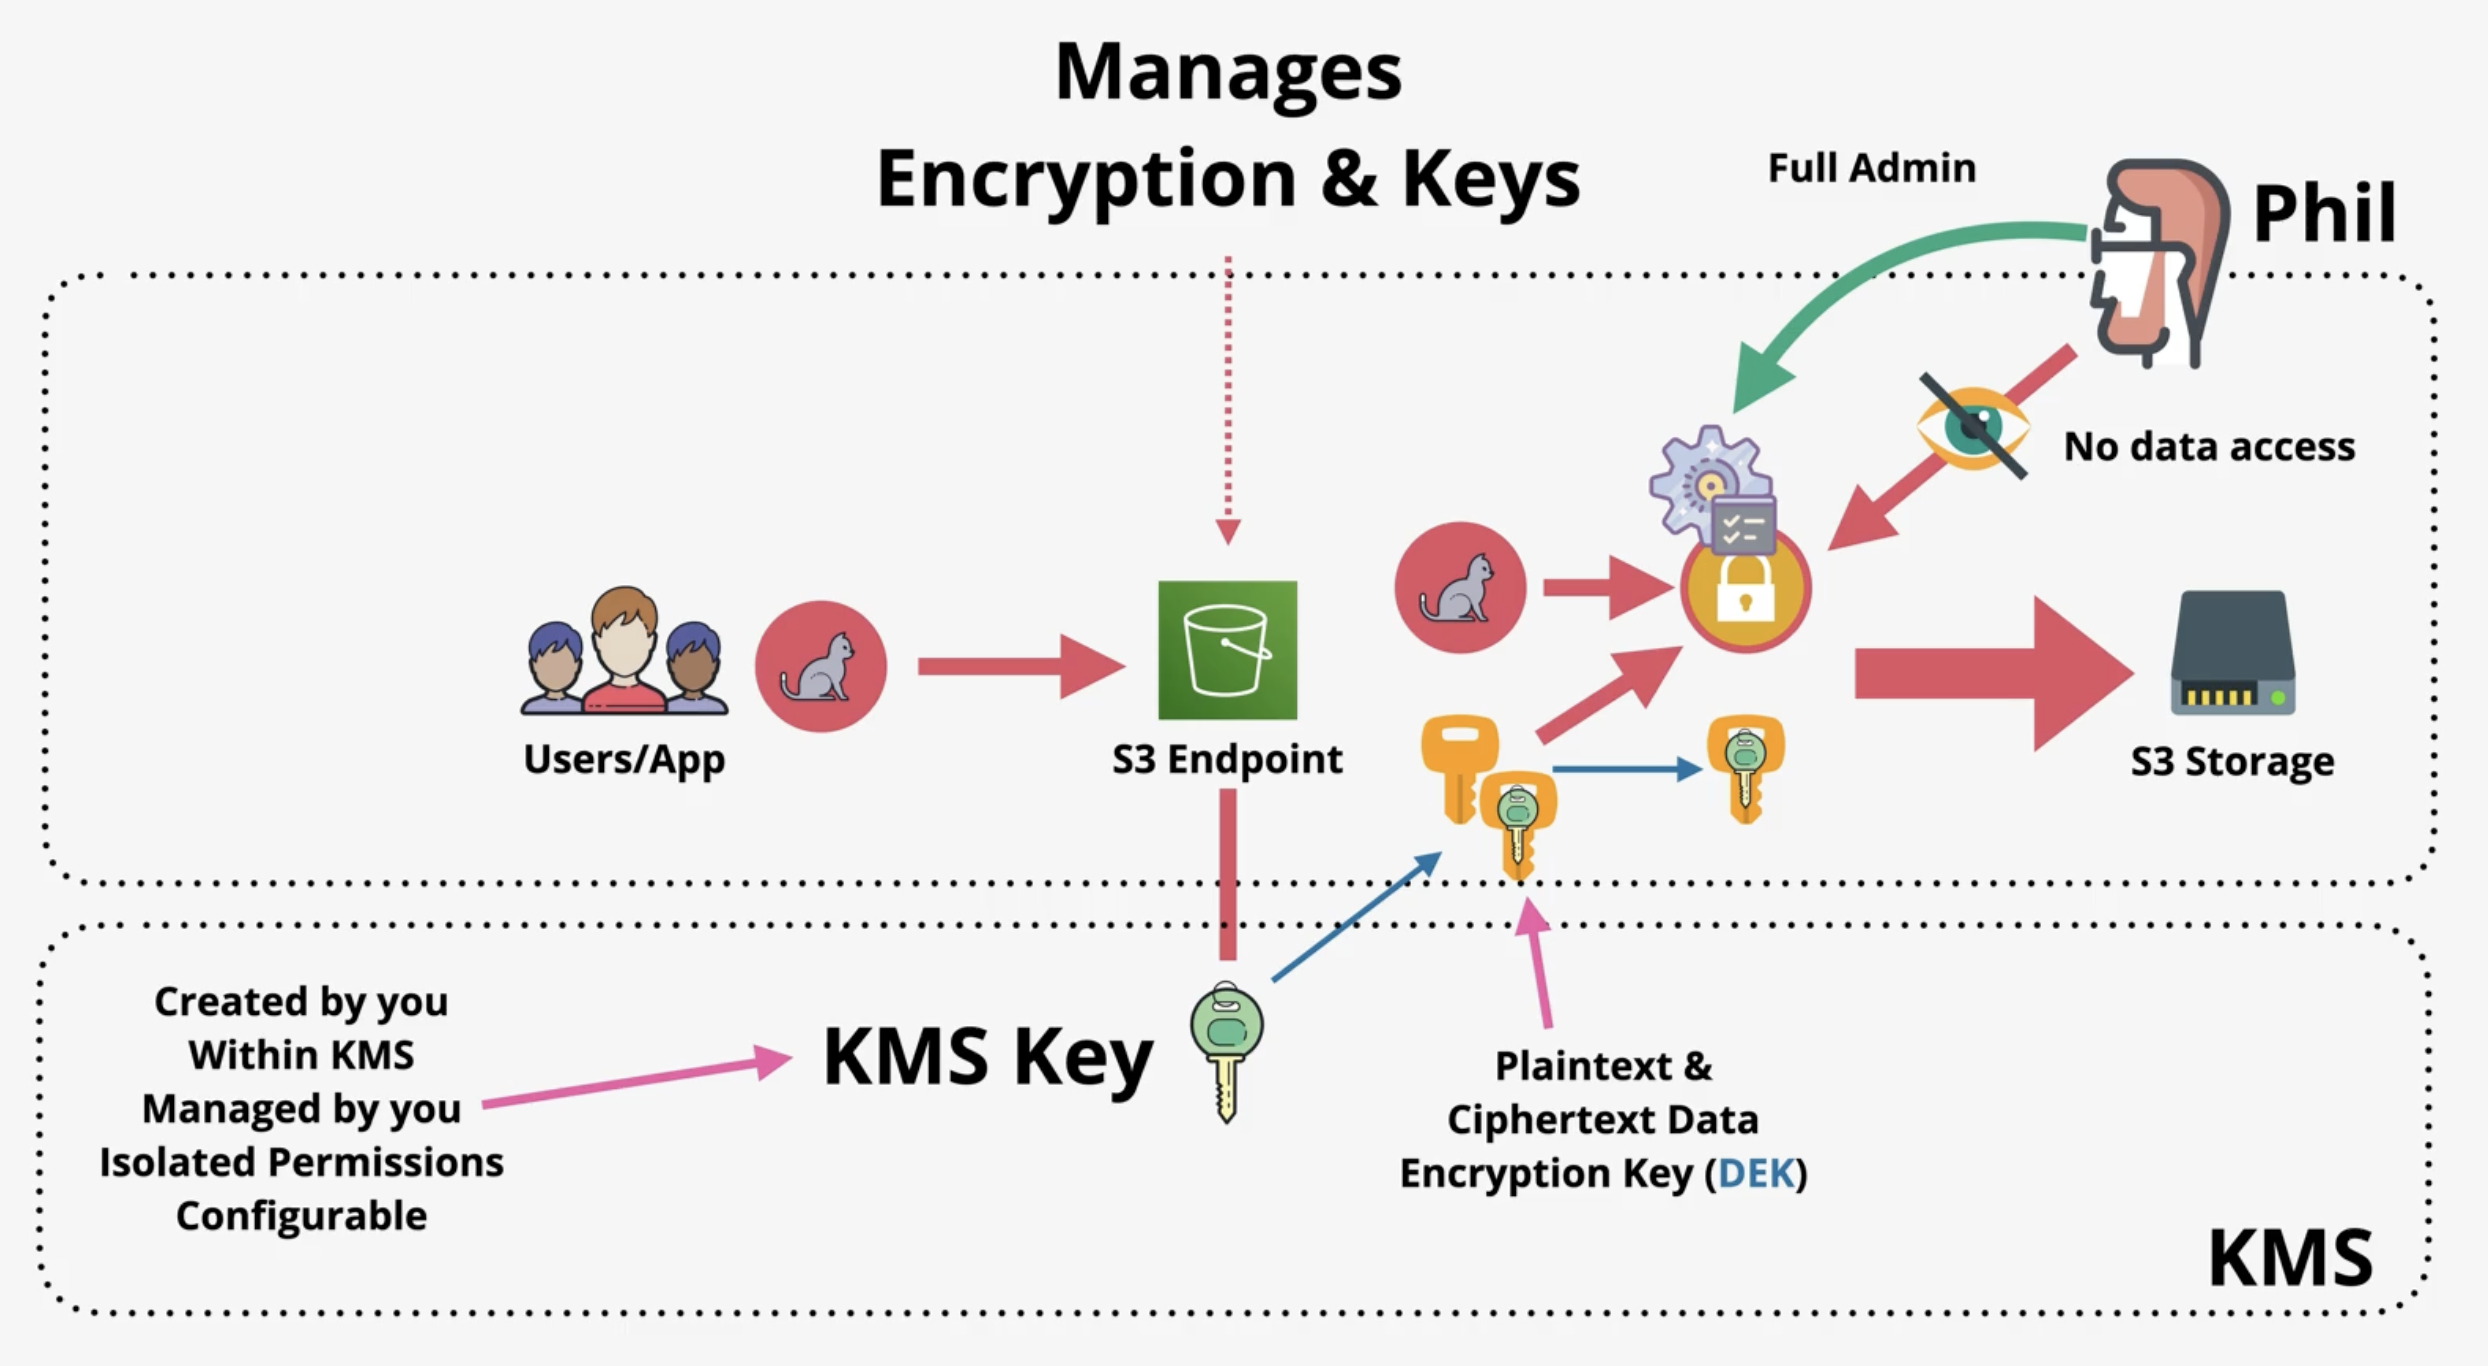 Manages
Encryption & Keys
Full Admin
Phil
No data access
Users/App
S3 Endpoint
S3 Storage
Created by you
Within KMS
Managed by you
Isolated Permissions
Configurable
KMS Key
Plaintext &
Ciphertext Data
Encryption Key (DEK)
KMS